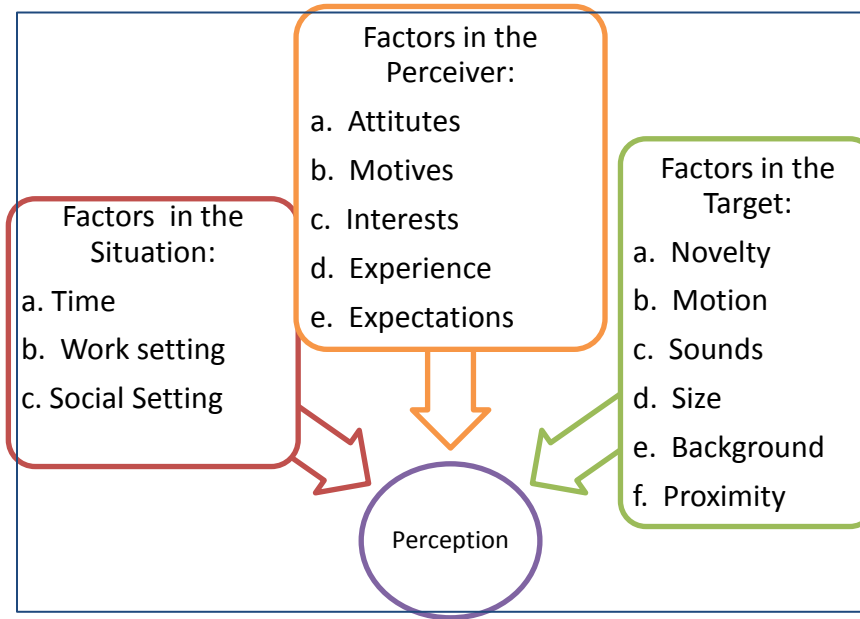 Factors in the
Perceiver:
a. Attitutes
b. Motives
c. Interests
d. Experience
e. Expectations
Factors in the
Situation:
a. Time
b. Work setting
c. Social Setting
Factors in the
Target:
a. Novelty
b. Motion
c. Sounds
d. Size
e. Background
f. Proximity
Perception